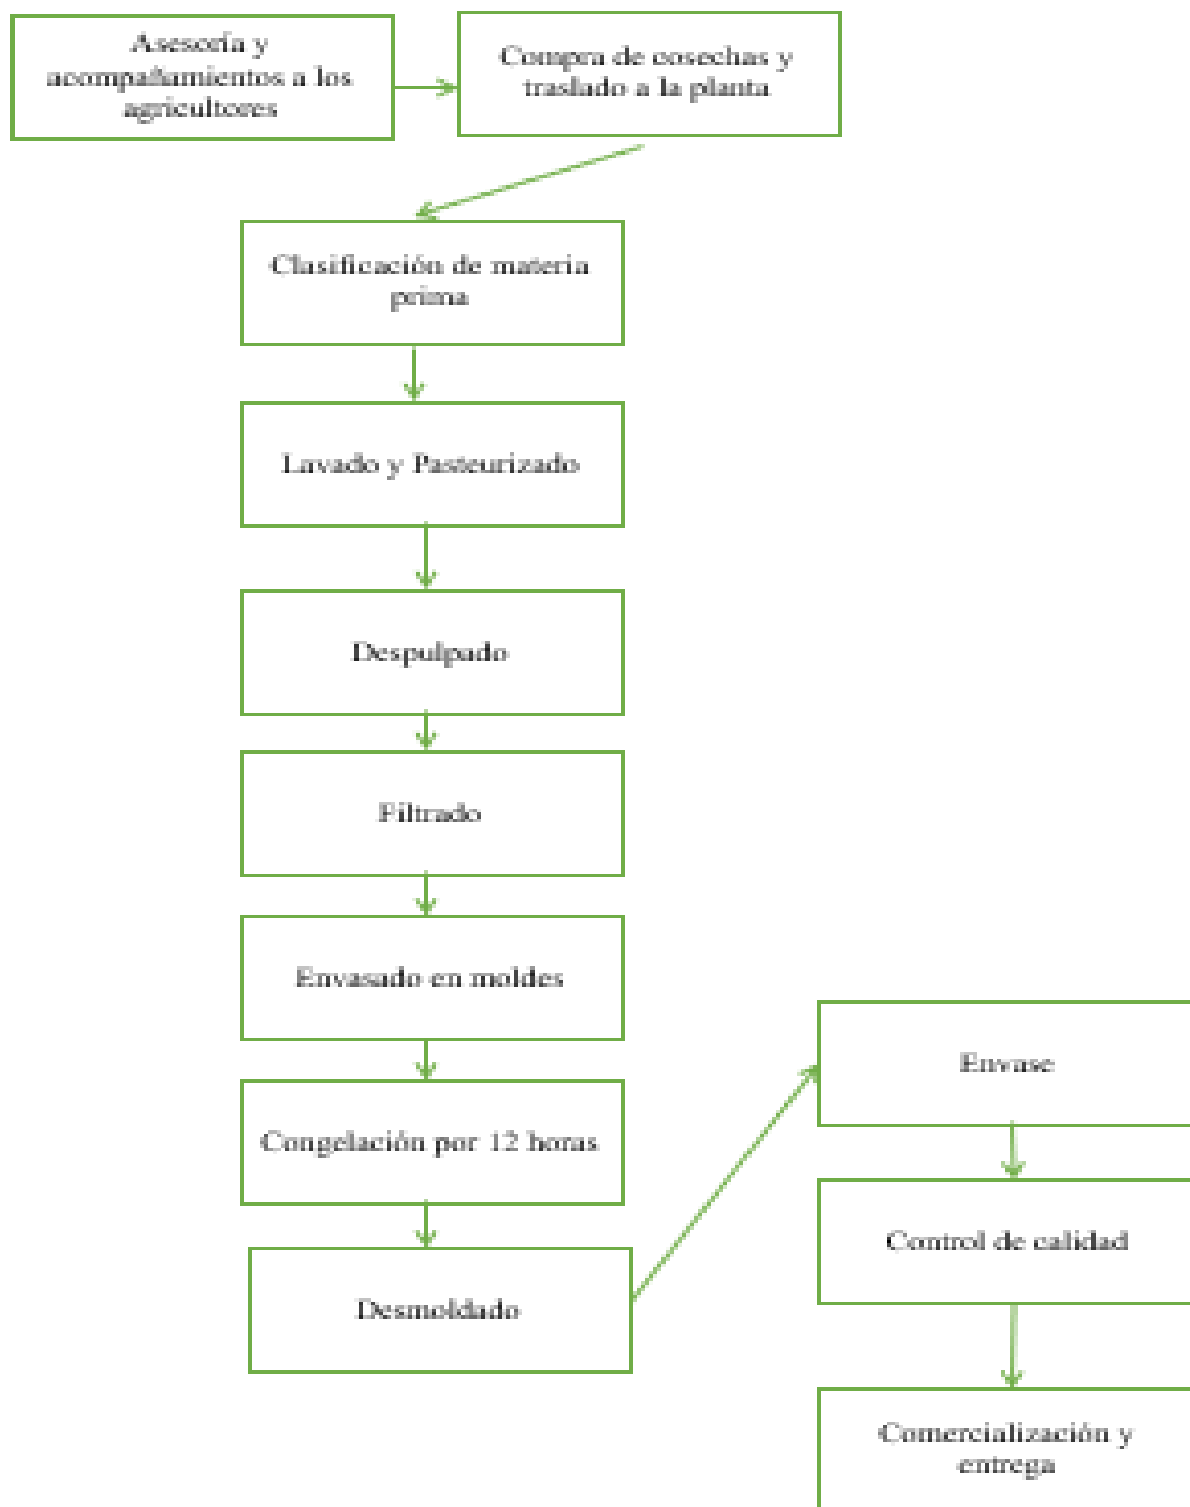 Asesoría y
acompañamientos a los
agricultores
Compra de cosechas y
traslado a la planta
Clasificación de materia
prima
Lavado y Pasteurizado
Despulpado
Filtrado
Envasado en moldes
Congelación por 12 horas
Desmoldado
Envase
Control de calidad
Comercialización y
entrega